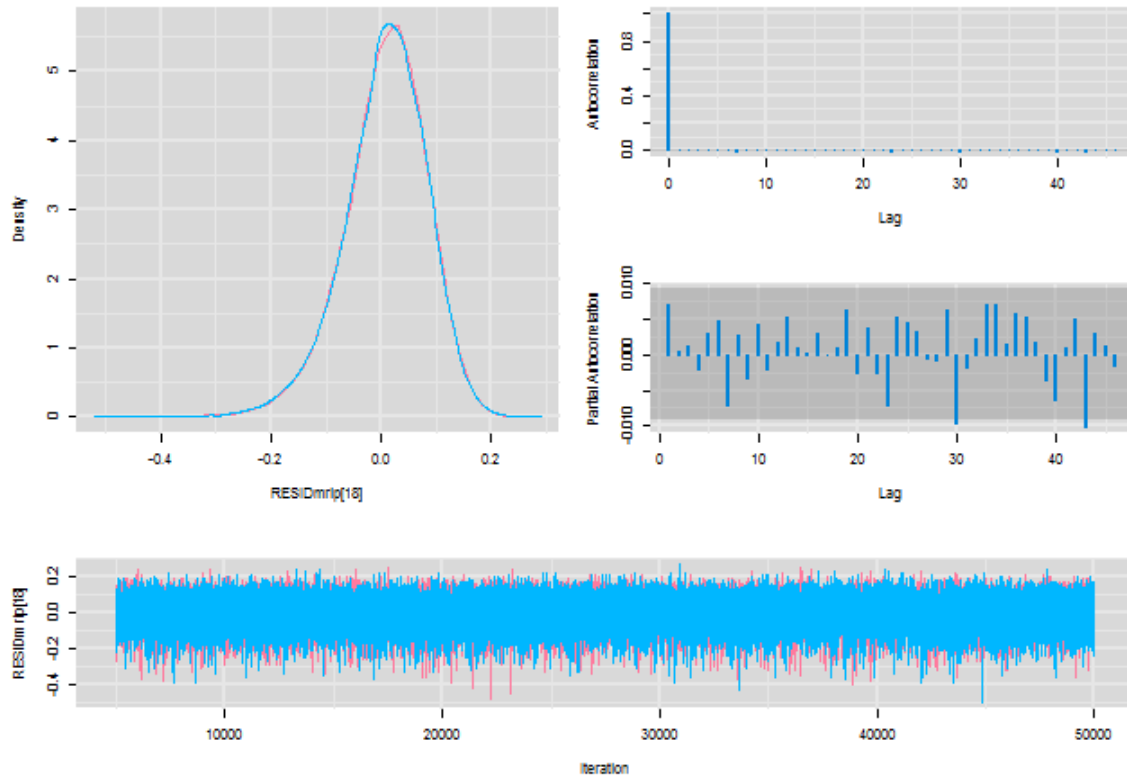 Density
0 1 2 3 4 5
-0.4 -0.2 0.0 0.2
RESIDmrip[18]
Autocorrelation
0.0 0.4 0.8
0 10 20 30 40
Lag
Partial Autocorrelation
-0.010 0.000 0.010
0 10 20 30 40
Lag
RESIDmrip[18]
-0.4 -0.2 0.0 0.2
10000 20000 30000 40000 50000
Iteration